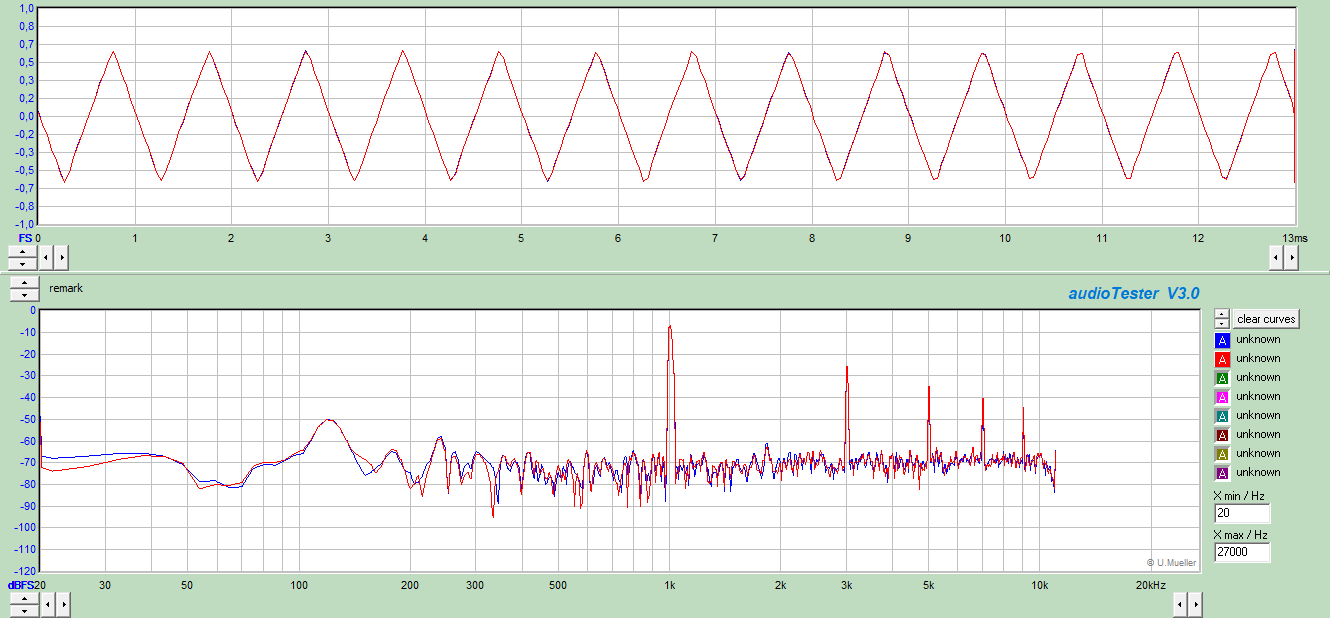 1,0
0,8
0,7
0,5
0,3
0,2
0,0
-0,2
-0,3
-0,5
-0,7
-0,8
-1,0
FS 0 1 2 3 4 5 6 7 8 9 10 11 12 13ms
remark
audioTester V3.0
0
-10
-20
-30
-40
-50
-60
-70
-80
-90
-100
-110
-120
© U.Mueller
dBFS 20 30 50 100 200 300 500 1k 2k 3k 5k 10k 20kHz
clear curves
A unknown
A unknown
A unknown
A unknown
A unknown
A unknown
A unknown
A unknown
X min / Hz
20
X max / Hz
27000